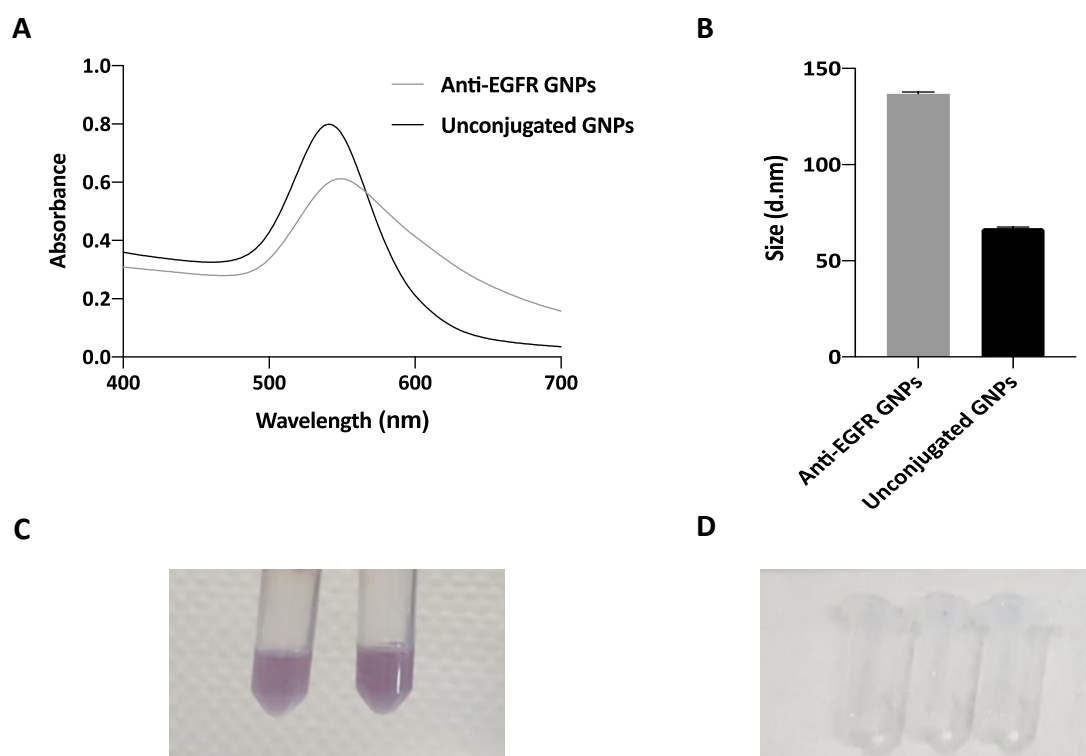 A
B
1.0
0.8
0.6
0.4
0.2
0.0
Absorbance
400
500
600
700
Wavelength (nm)
Anti-EGFR GNPs
Unconjugated GNPs
150
100
50
0
Size (d.nm)
Anti-EGFR GNPs
Unconjugated GNPs
C
D